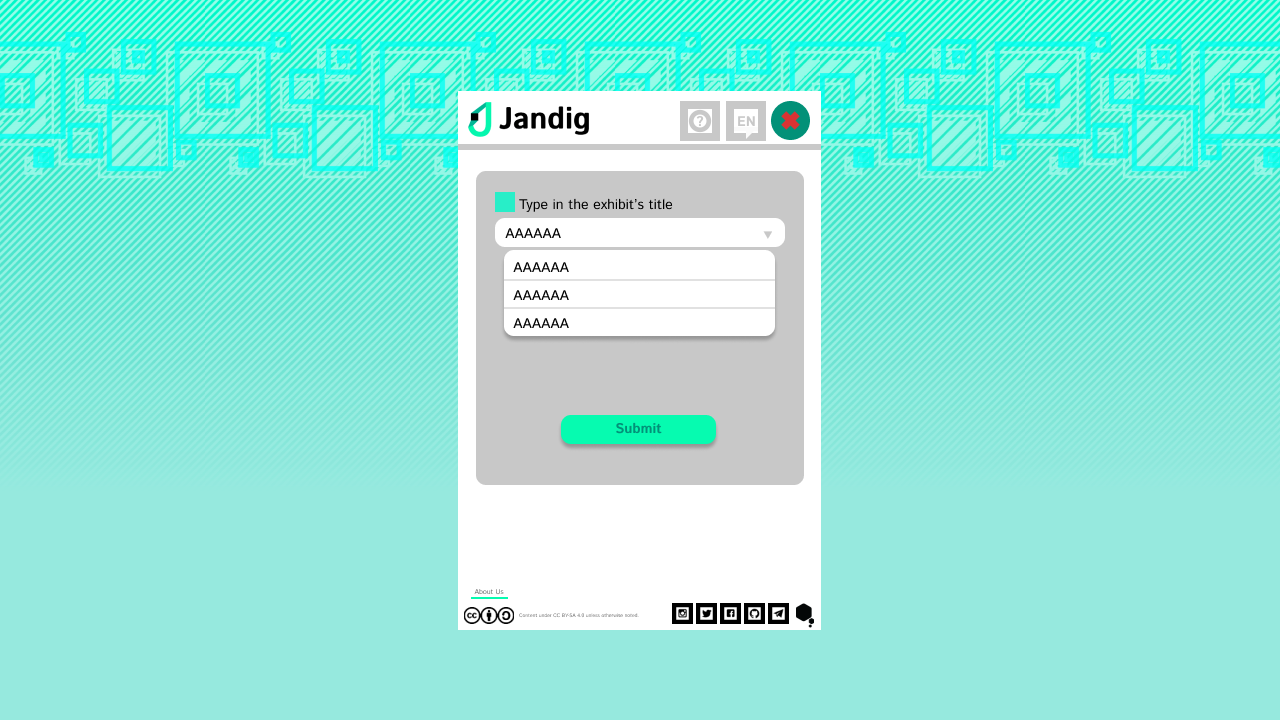 Jandig
?
EN
Type in the exhibit's title
AAAAAA
AAAAAA
AAAAAA
AAAAAA
Submit
About Us
cc
Content under CC BY-SA 4.0 unless otherwise noted.